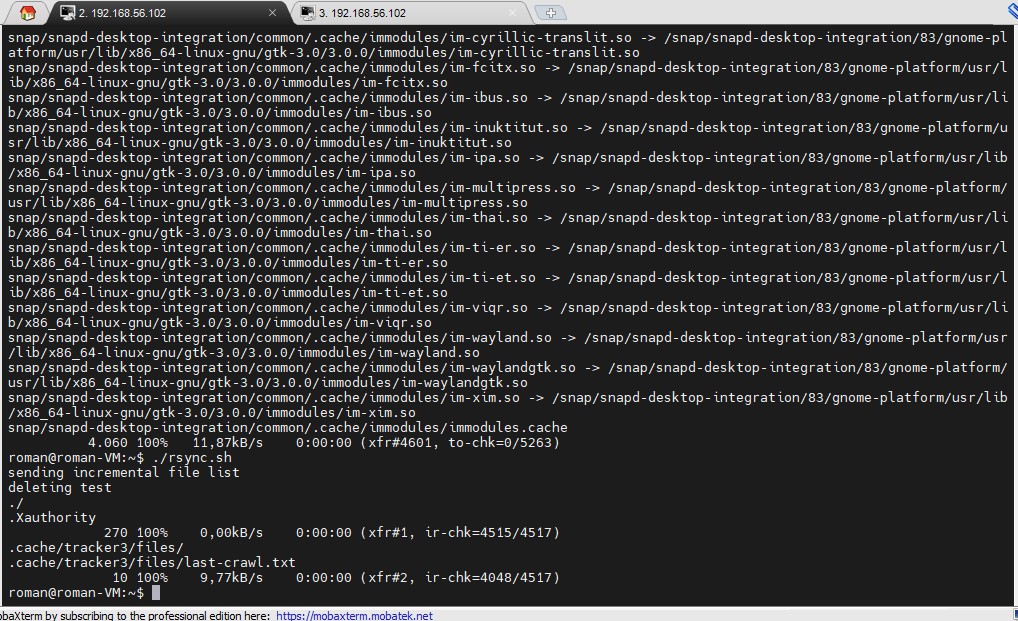 2. 192.168.56.102
3. 192.168.56.102
snap/snapd-desktop-integration/common/.cache/immodules/im-cyrillic-translit.so -> /snap/snapd-desktop-integration/83/gnome-pl
atform/usr/lib/x86_64-linux-gnu/gtk-3.0/3.0.0/immodules/im-cyrillic-translit.so
snap/snapd-desktop-integration/common/.cache/immodules/im-fcitx.so -> /snap/snapd-desktop-integration/83/gnome-platform/usr/l
ib/x86_64-linux-gnu/gtk-3.0/3.0.0/immodules/im-fcitx.so
snap/snapd-desktop-integration/common/.cache/immodules/im-ibus.so -> /snap/snapd-desktop-integration/83/gnome-platform/usr/li
b/x86_64-linux-gnu/gtk-3.0/3.0.0/immodules/im-ibus.so
snap/snapd-desktop-integration/common/.cache/immodules/im-inuktitut.so -> /snap/snapd-desktop-integration/83/gnome-platform/u
sr/lib/x86_64-linux-gnu/gtk-3.0/3.0.0/immodules/im-inuktitut.so
snap/snapd-desktop-integration/common/.cache/immodules/im-ipa.so -> /snap/snapd-desktop-integration/83/gnome-platform/usr/lib
/x86_64-linux-gnu/gtk-3.0/3.0.0/immodules/im-ipa.so
snap/snapd-desktop-integration/common/.cache/immodules/im-multipress.so -> /snap/snapd-desktop-integration/83/gnome-platform/
usr/lib/x86_64-linux-gnu/gtk-3.0/3.0.0/immodules/im-multipress.so
snap/snapd-desktop-integration/common/.cache/immodules/im-thai.so -> /snap/snapd-desktop-integration/83/gnome-platform/usr/li
b/x86_64-linux-gnu/gtk-3.0/3.0.0/immodules/im-thai.so
snap/snapd-desktop-integration/common/.cache/immodules/im-ti-er.so -> /snap/snapd-desktop-integration/83/gnome-platform/usr/l
ib/x86_64-linux-gnu/gtk-3.0/3.0.0/immodules/im-ti-er.so
snap/snapd-desktop-integration/common/.cache/immodules/im-ti-et.so -> /snap/snapd-desktop-integration/83/gnome-platform/usr/l
ib/x86_64-linux-gnu/gtk-3.0/3.0.0/immodules/im-ti-et.so
snap/snapd-desktop-integration/common/.cache/immodules/im-viqr.so -> /snap/snapd-desktop-integration/83/gnome-platform/usr/li
b/x86_64-linux-gnu/gtk-3.0/3.0.0/immodules/im-viqr.so
snap/snapd-desktop-integration/common/.cache/immodules/im-wayland.so -> /snap/snapd-desktop-integration/83/gnome-platform/usr
/lib/x86_64-linux-gnu/gtk-3.0/3.0.0/immodules/im-wayland.so
snap/snapd-desktop-integration/common/.cache/immodules/im-waylandgtk.so -> /snap/snapd-desktop-integration/83/gnome-platform/
usr/lib/x86_64-linux-gnu/gtk-3.0/3.0.0/immodules/im-waylandgtk.so
snap/snapd-desktop-integration/common/.cache/immodules/im-xim.so -> /snap/snapd-desktop-integration/83/gnome-platform/usr/lib
/x86_64-linux-gnu/gtk-3.0/3.0.0/immodules/im-xim.so
snap/snapd-desktop-integration/common/.cache/immodules/immodules.cache
4.060 100%   11,87kB/s    0:00:00 (xfr#4601, to-chk=0/5263)
roman@roman-VM:~$ ./rsync.sh
sending incremental file list
deleting test
./
.Xauthority
270 100%    0,00kB/s    0:00:00 (xfr#1, ir-chk=4515/4517)
.cache/tracker3/files/
.cache/tracker3/files/last-crawl.txt
10 100%    9,77kB/s    0:00:00 (xfr#2, ir-chk=4048/4517)
roman@roman-VM:~$
obaXterm by subscribing to the professional edition here: https://mobaxterm.mobatek.net